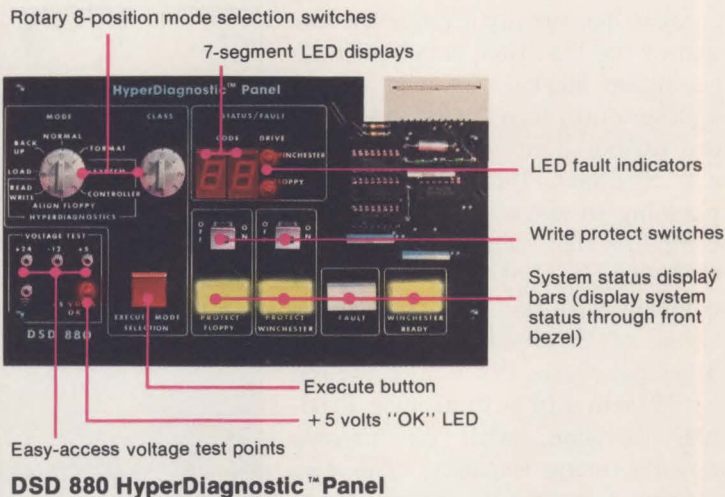 Rotary 8-position mode selection switches
7-segment LED displays
HyperDiagnostic™ Panel
MODE
CLASS
STATUS/FAULT
CODE DRIVE
BACK UP
NORMAL
FORMAT
WINCHESTER
LOAD
SYSTEM
FLOPPY
READ WRITE
CONTROLLER
ALIGN FLOPPY
HYPERDIAGNOSTICS
LED fault indicators
OFF ON OFF ON
Write protect switches
VOLTAGE TEST
+24 -12 +5
System status display
bars (display system
status through front
bezel)
OK
DSD 880
EXECUTE MODE
SELECTION
PROTECT
FLOPPY
PROTECT
WINCHESTER
FAULT
WINCHESTER
READY
Execute button
+5 volts "OK" LED
Easy-access voltage test points
DSD 880 HyperDiagnostic™ Panel